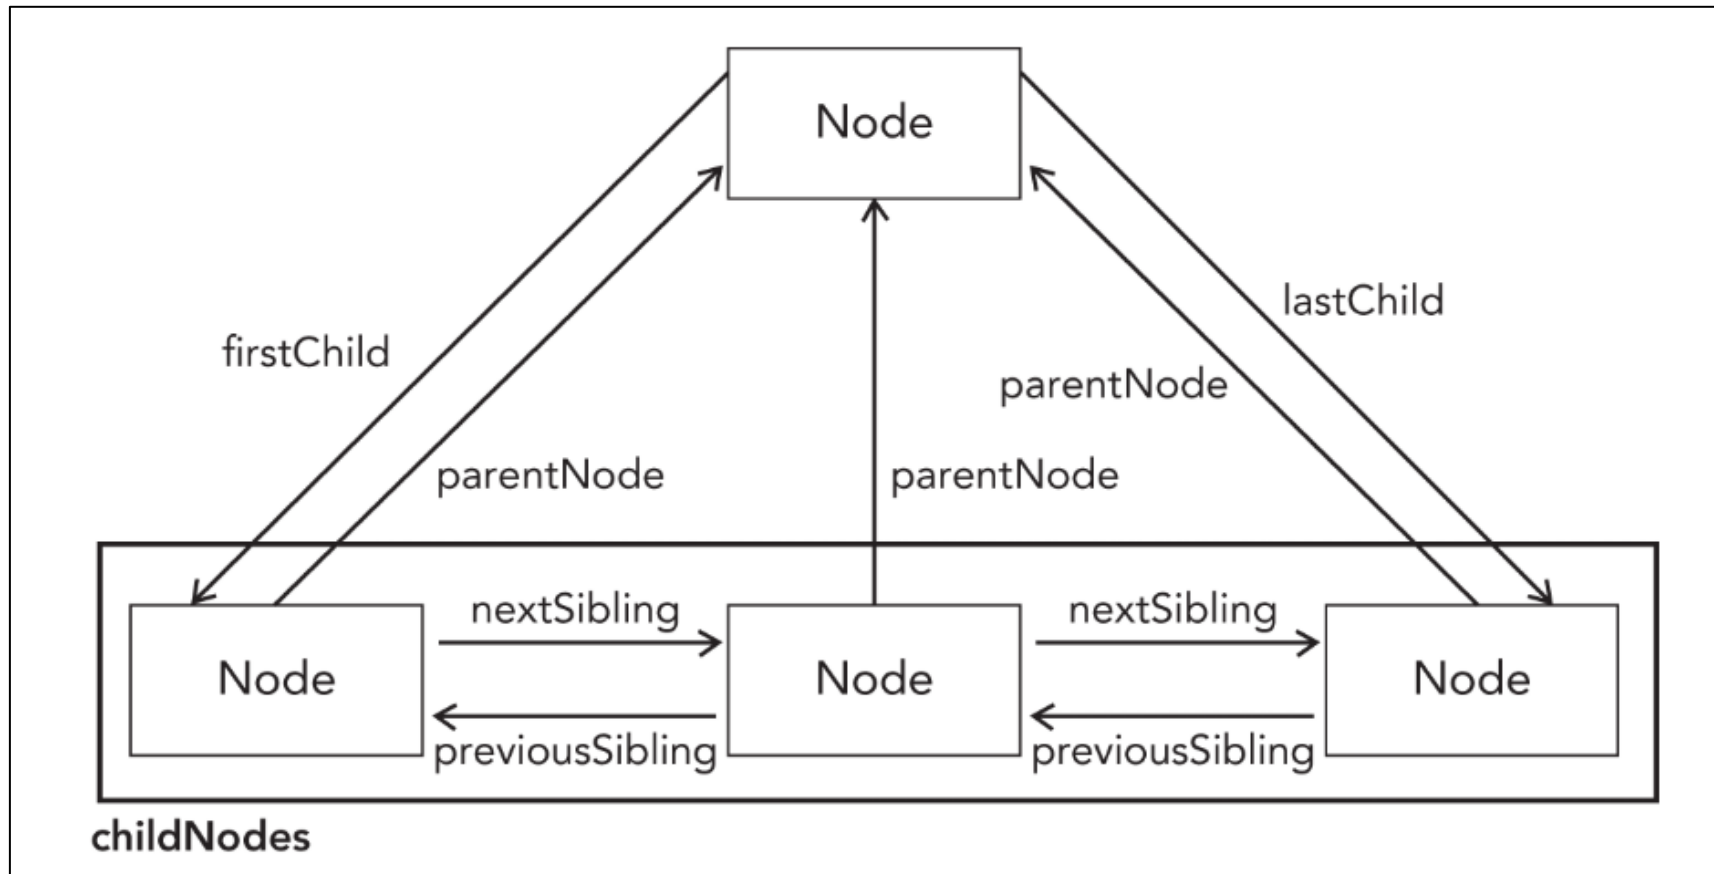 Node
lastChild
firstChild
parentNode
parentNode
parentNode
nextSibling
nextSibling
Node
Node
Node
previousSibling
previousSibling
childNodes